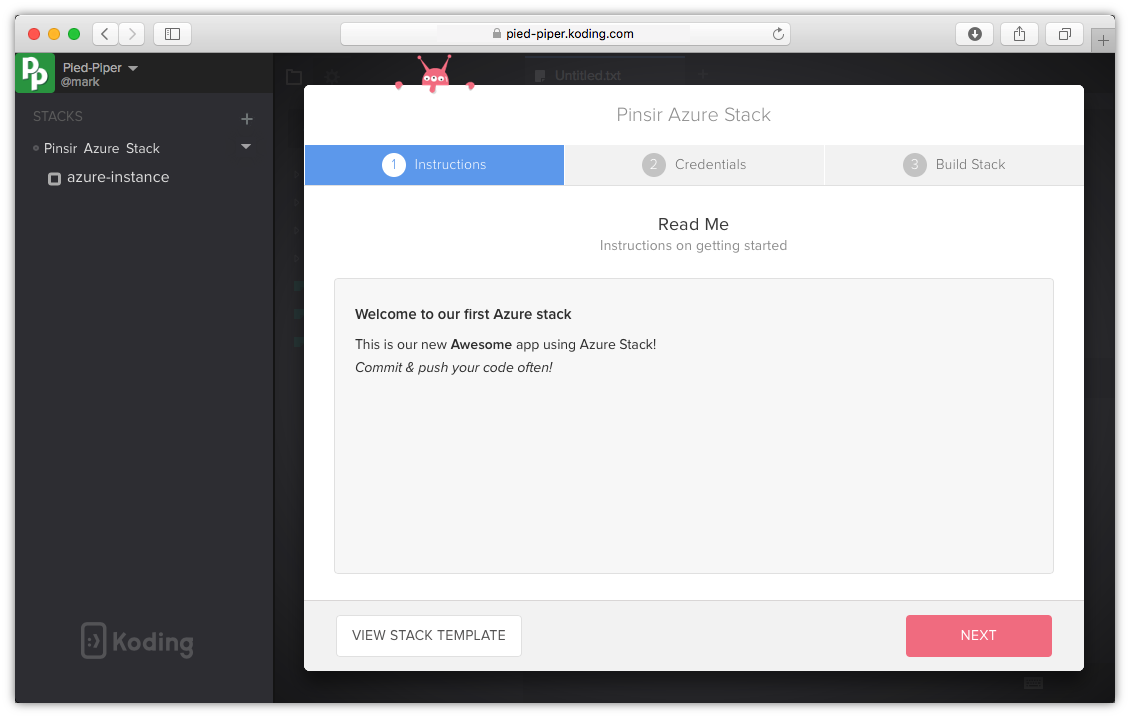 pied-piper.koding.com
Pp
Pied-Piper
@mark
Untitled.txt
STACKS
Pinsir Azure Stack
azure-instance
Pinsir Azure Stack
1 Instructions
2 Credentials
3 Build Stack
Read Me
Instructions on getting started
Welcome to our first Azure stack
This is our new Awesome app using Azure Stack!
Commit & push your code often!
VIEW STACK TEMPLATE
NEXT
:) Koding